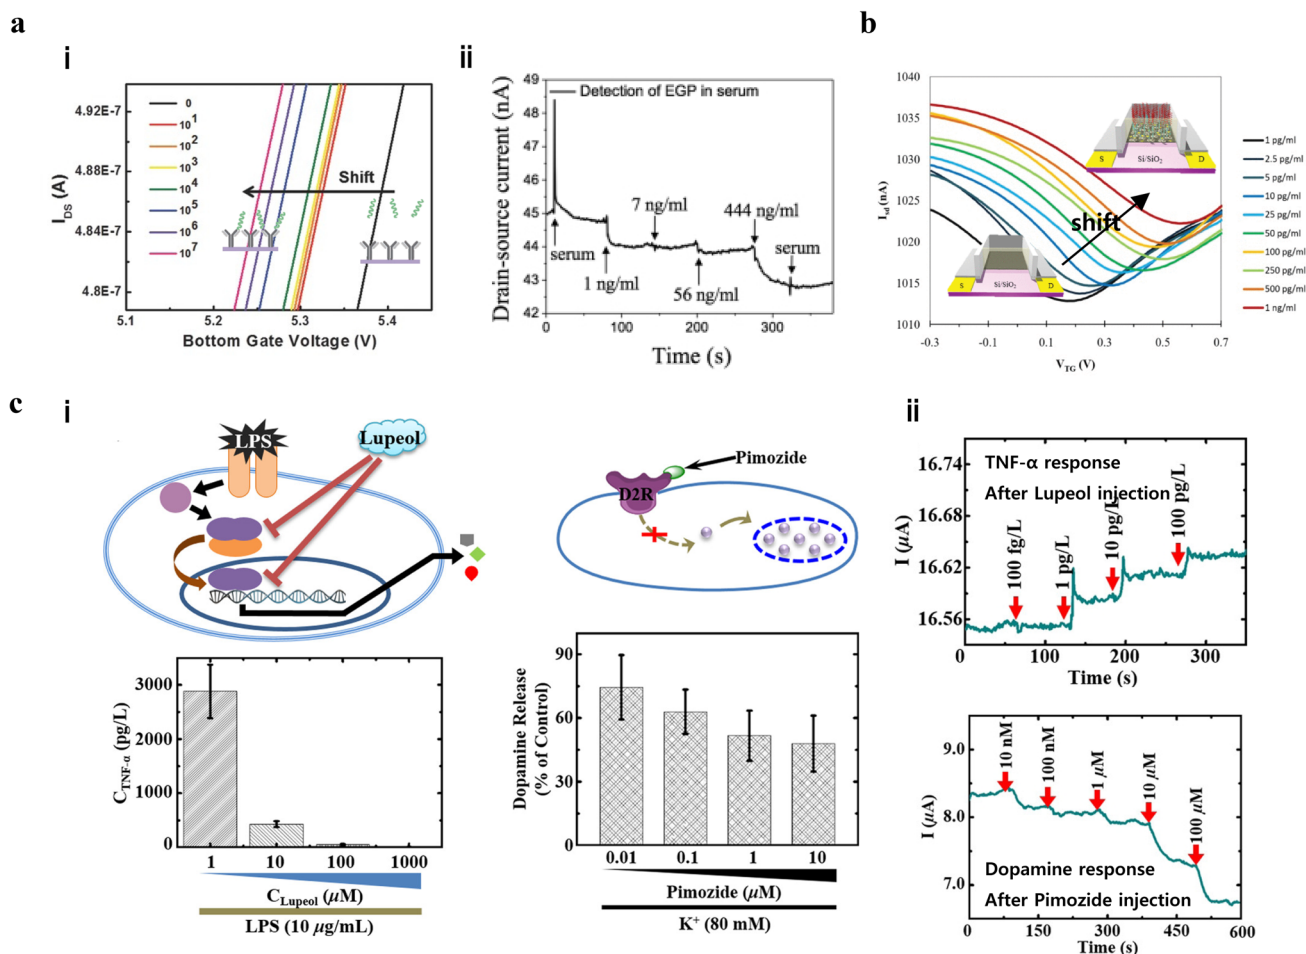 a
i
4.92E-7
4.88E-7
4.84E-7
4.8E-7
I_DS (A)
0
10^1
10^2
10^3
10^4
10^5
10^6
10^7
Shift
5.1
5.2
5.3
5.4
Bottom Gate Voltage (V)
ii
49
48
47
46
45
44
43
42
Drain-source current (nA)
Detection of EGP in serum
7 ng/ml
444 ng/ml
serum
serum
1 ng/ml
56 ng/ml
0
100
200
300
Time (s)
b
1040
1035
1030
1025
1020
1015
1010
I_sd (nA)
S
Si/SiO_2
D
shift
S
Si/SiO_2
D
-0.3
-0.1
0.1
0.3
0.5
0.7
V_TG (V)
1 pg/ml
2.5 pg/ml
5 pg/ml
10 pg/ml
25 pg/ml
50 pg/ml
100 pg/ml
250 pg/ml
500 pg/ml
1 ng/ml
c
i
LPS
Lupeol
Pimozide
D2R
3000
2000
1000
0
C_TNF-α (pg/L)
1
10
100
1000
C_Lupeol (μM)
LPS (10 μg/mL)
90
60
30
0
Dopamine Release
(% of Control)
0.01
0.1
1
10
Pimozide (μM)
K^+ (80 mM)
ii
16.74
16.68
16.62
16.56
I (μA)
TNF-α response
After Lupeol injection
100 fg/L
1 pg/L
10 pg/L
100 pg/L
0
100
200
300
Time (s)
9.0
8.0
7.0
I (μA)
10 nM
100 nM
1 μM
10 μM
100 μM
Dopamine response
After Pimozide injection
0
150
300
450
600
Time (s)